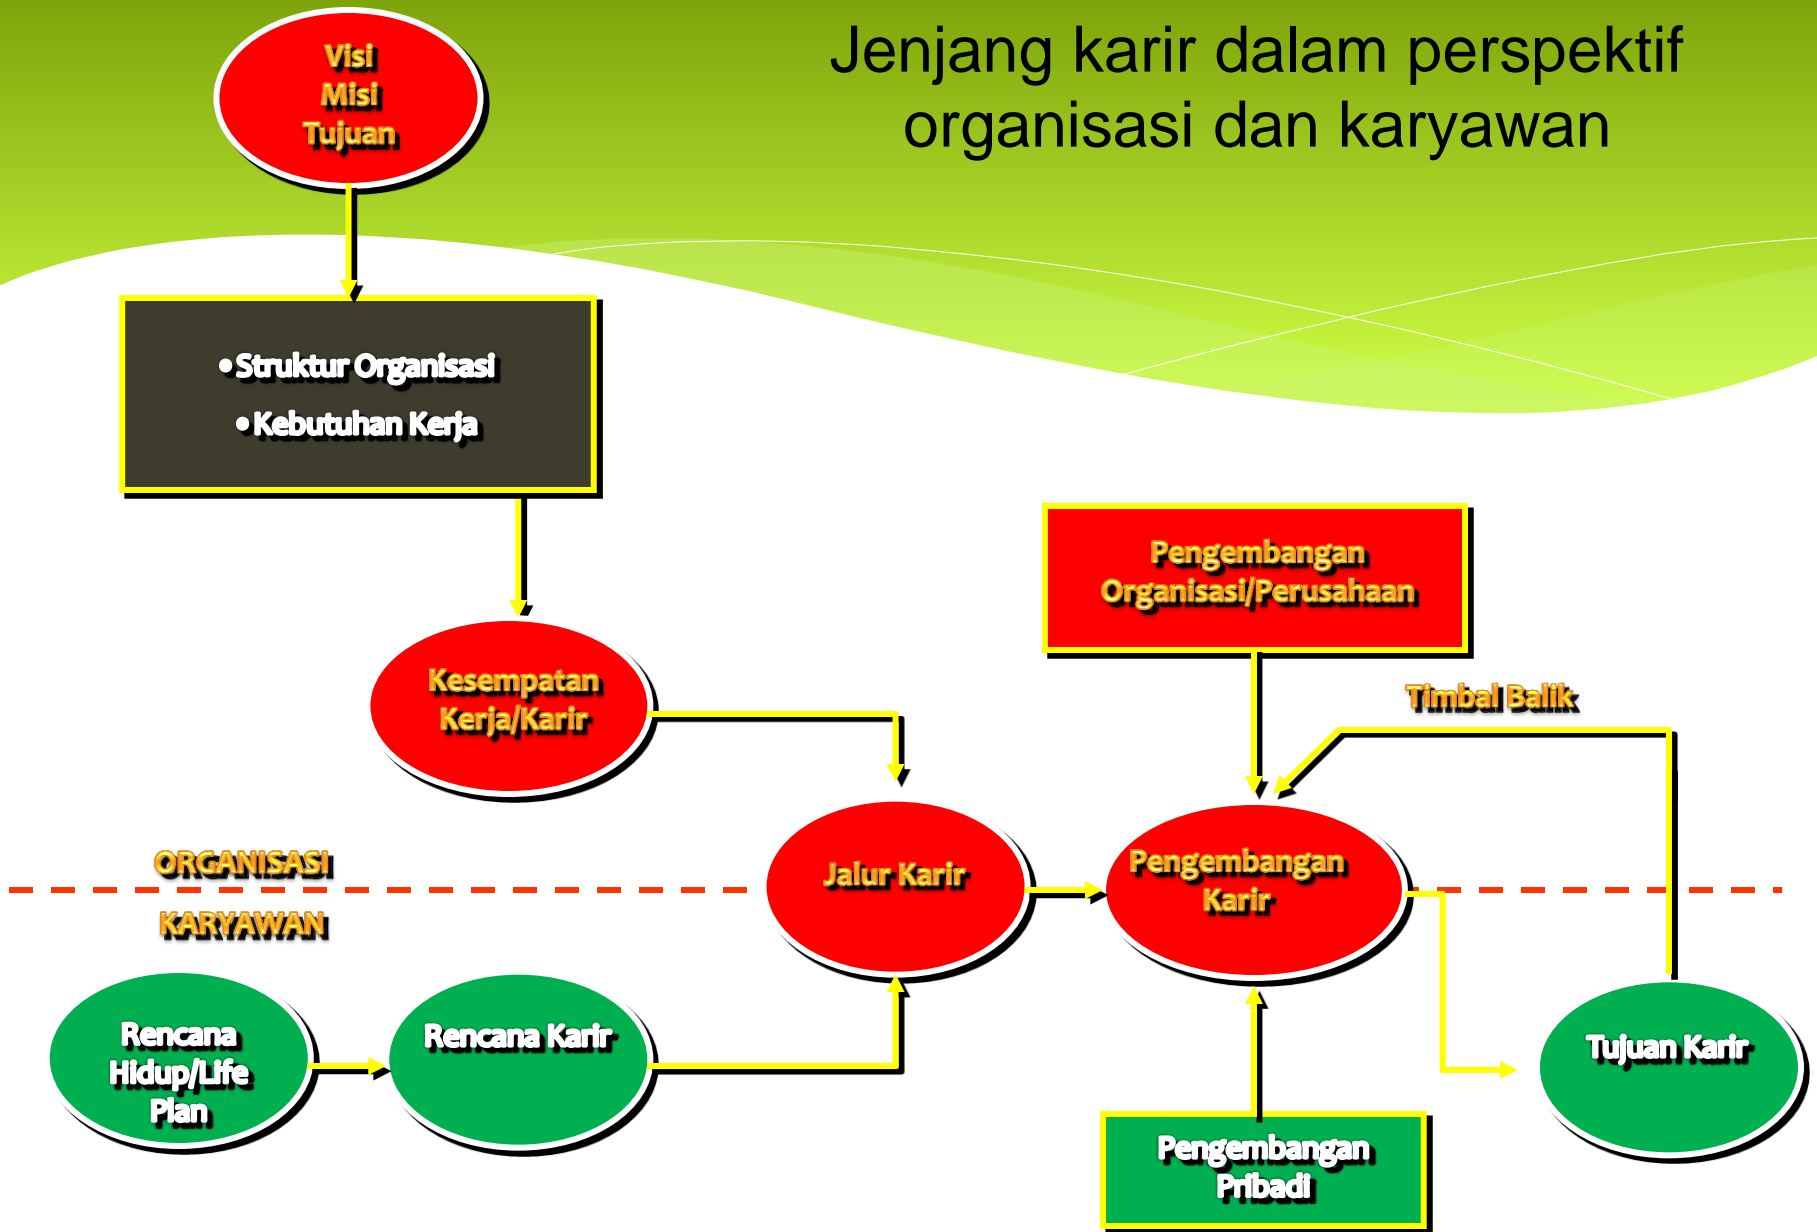 Jenjang karir dalam perspektif
organisasi dan karyawan
Visi
Misi
Tujuan
•Struktur Organisasi
•Kebutuhan Kerja
Pengembangan
Organisasi/Perusahaan
Kesempatan
Kerja/Karir
Timbal Balik
ORGANISASI
KARYAWAN
Jalur Karir
Pengembangan
Karir
Rencana
Hidup/Life
Plan
Rencana Karir
Tujuan Karir
Pengembangan
Pribadi